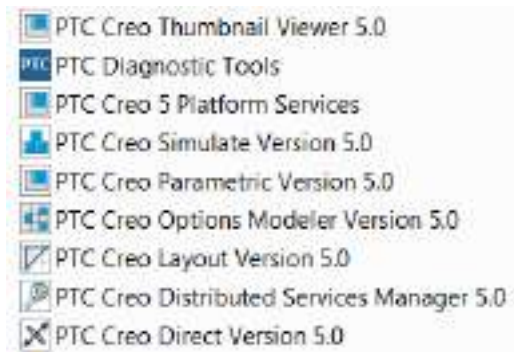 PTC Creo Thumbnail Viewer 5.0
PTC PTC Diagnostic Tools
PTC Creo 5 Platform Services
PTC Creo Simulate Version 5.0
PTC Creo Parametric Version 5.0
PTC Creo Options Modeler Version 5.0
PTC Creo Layout Version 5.0
PTC Creo Distributed Services Manager 5.0
PTC Creo Direct Version 5.0